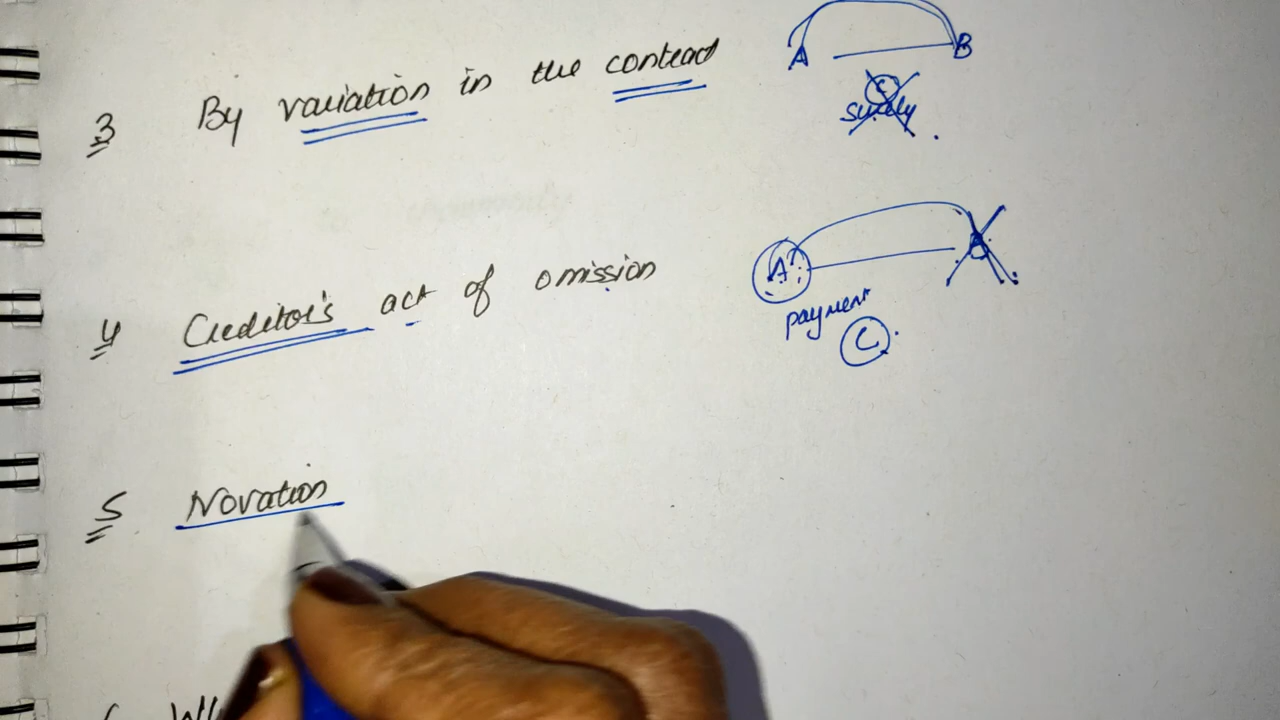 3 By variation in the contract
A B
C
surety
4 Creditor's act of omission
A
payment
C
5 Novation